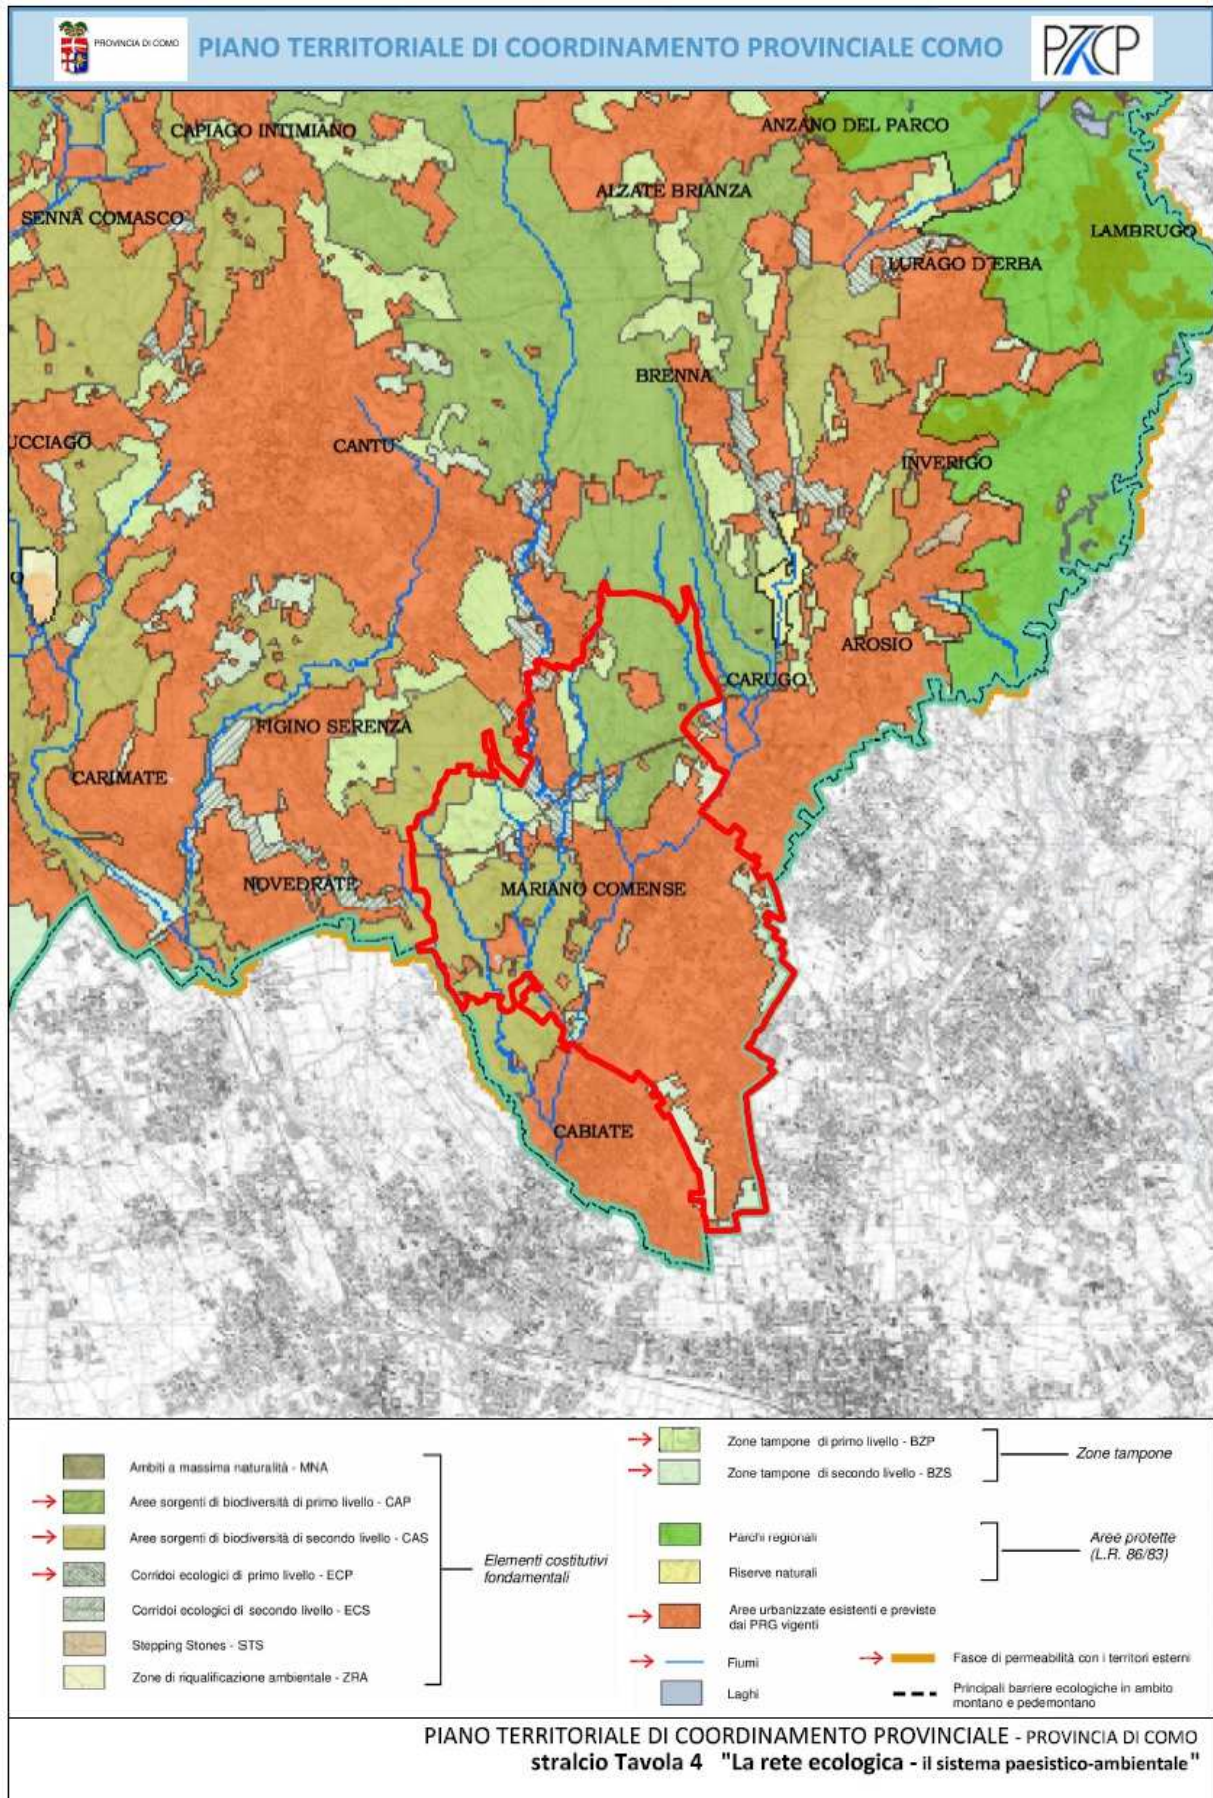 PROVINCIA DI COMO
PIANO TERRITORIALE DI COORDINAMENTO PROVINCIALE COMO
PTCP
CAPIAGO INTIMIANO
ANZANO DEL PARCO
ALZATE BRIANZA
SENNA COMASCO
LAMBRUGO
LURAGO D'ERBA
BRENNA
UCCIAGO
CANTU'
INVERIGO
O
AROSIO
CARUGO
FIGINO SERENZA
CARIMATE
NOVEDRATE
MARIANO COMENSE
CABIATE
Ambiti a massima naturalità - MNA
Aree sorgenti di biodiversità di primo livello - CAP
Aree sorgenti di biodiversità di secondo livello - CAS
Corridoi ecologici di primo livello - ECP
Corridoi ecologici di secondo livello - ECS
Stepping Stones - STS
Zone di riqualificazione ambientale - ZRA
Elementi costitutivi
fondamentali
Zone tampone di primo livello - BZP
Zone tampone di secondo livello - BZS
Zone tampone
Parchi regionali
Riserve naturali
Aree protette
(L.R. 86/83)
Aree urbanizzate esistenti e previste
dai PRG vigenti
Fiumi
Laghi
Fasce di permeabilità con i territori esterni
Principali barriere ecologiche in ambito
montano e pedemontano
PIANO TERRITORIALE DI COORDINAMENTO PROVINCIALE - PROVINCIA DI COMO
stralcio Tavola 4 "La rete ecologica - il sistema paesistico-ambientale"